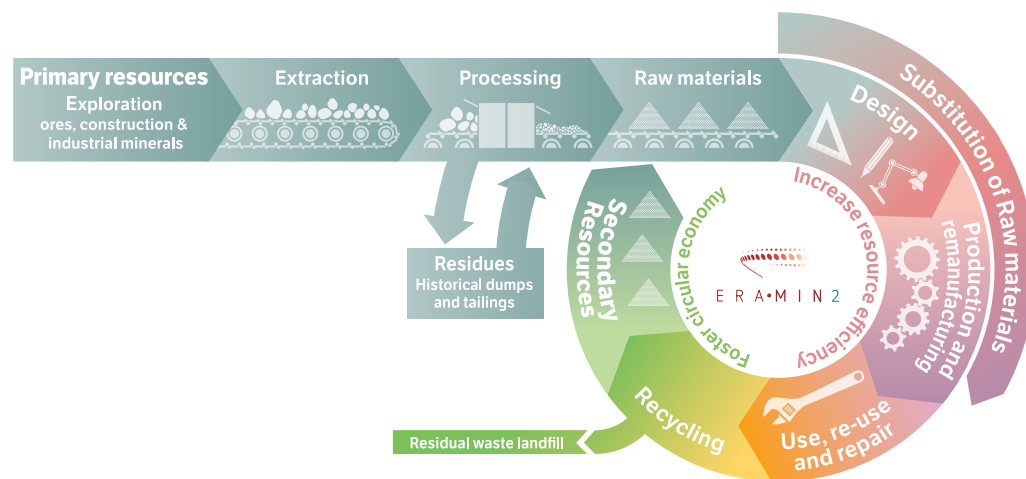 Primary resources
Exploration
ores, construction &
industrial minerals
Extraction
Processing
Raw materials
Design
Substitution of Raw materials
Production and
remanufacturing
Use, re-use
and repair
Recycling
Secondary
Resources
Residues
Historical dumps
and tailings
Residual waste landfill
Foster circular economy
Increase resource efficiency
ERA•MIN2